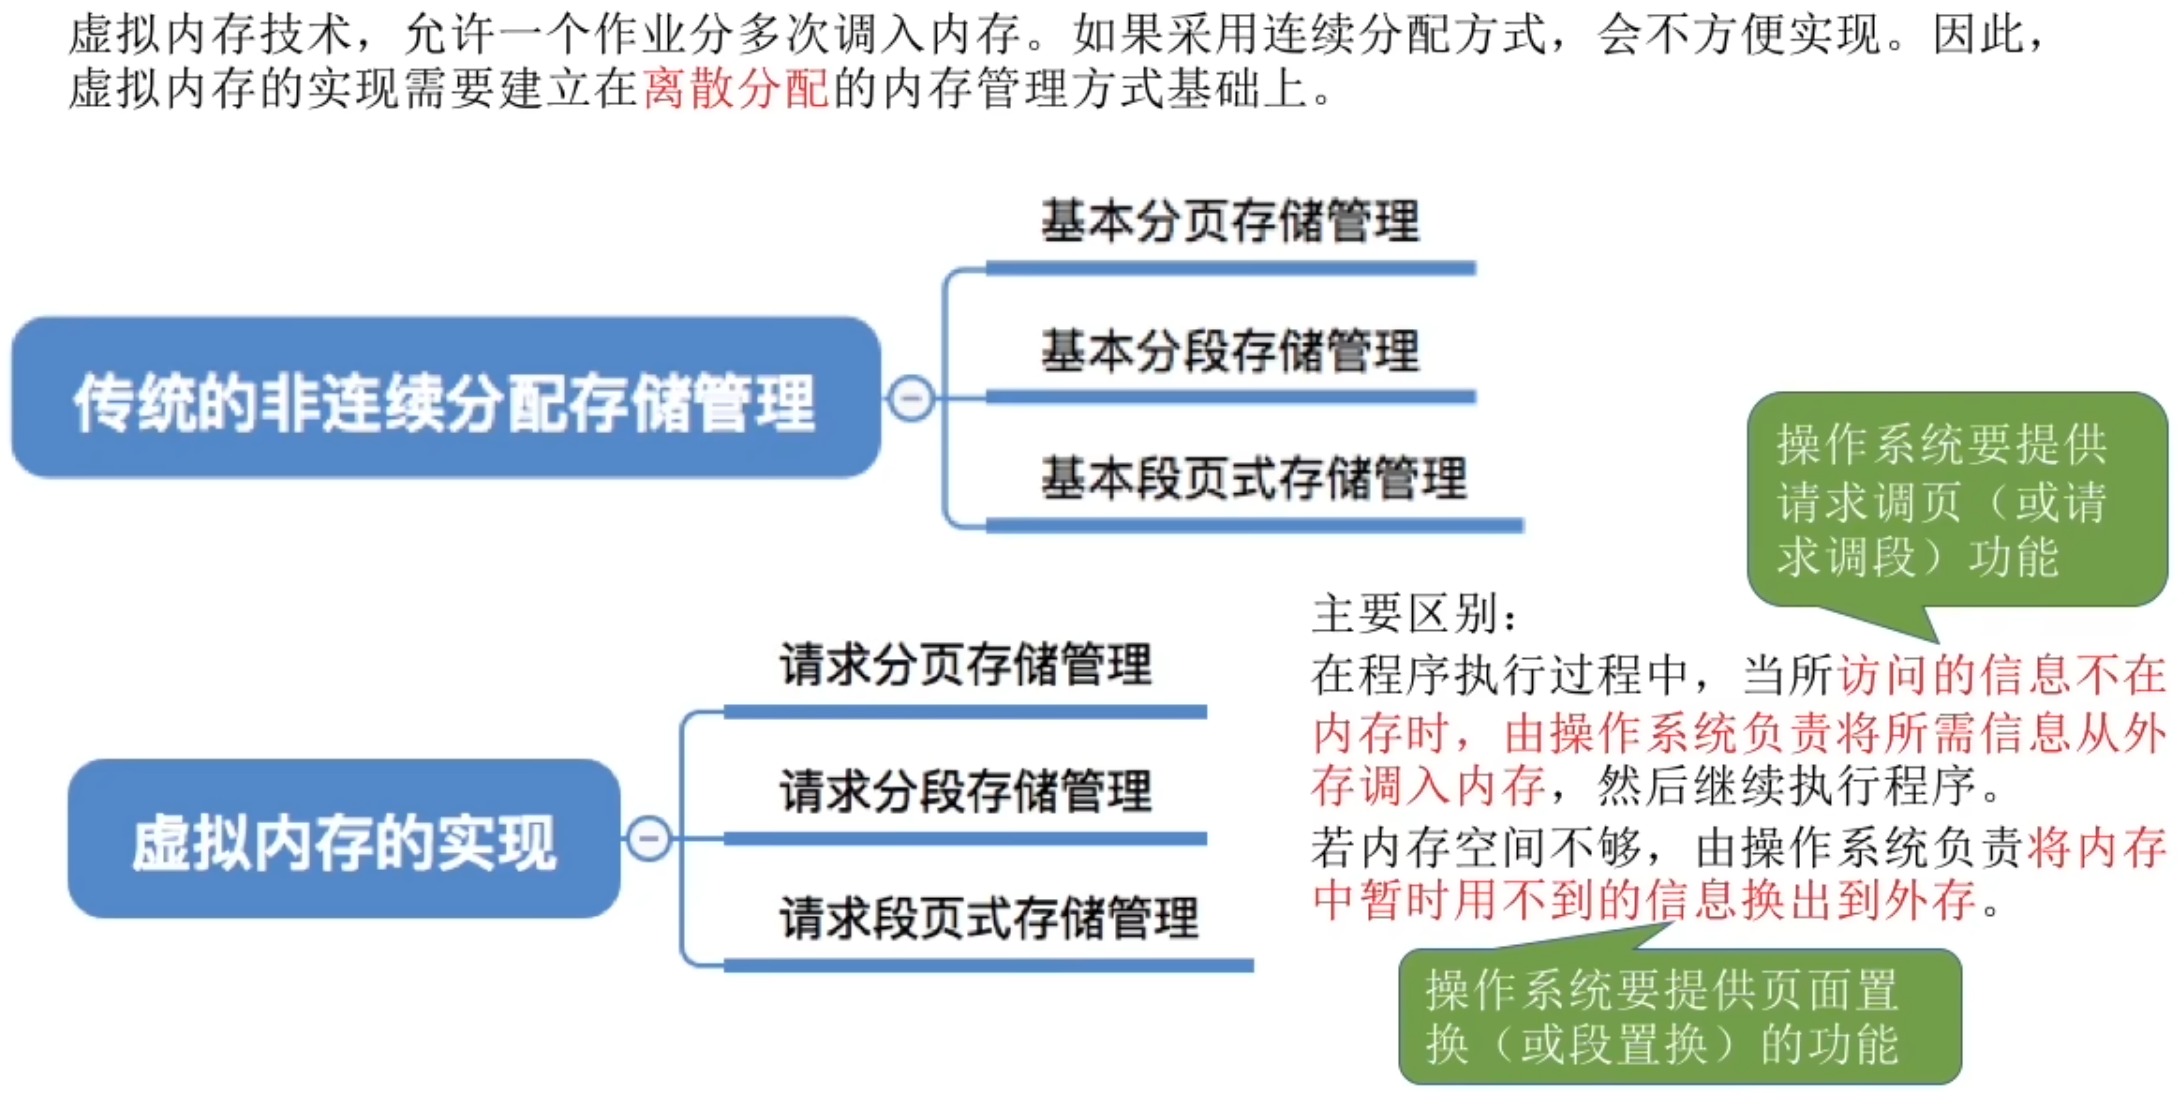 虚拟内存技术，允许一个作业分多次调入内存。如果采用连续分配方式，会不方便实现。因此，
虚拟内存的实现需要建立在离散分配的内存管理方式基础上。
基本分页存储管理
基本分段存储管理
传统的非连续分配存储管理
基本段页式存储管理
操作系统要提供
请求调页（或请
求调段）功能
请求分页存储管理
请求分段存储管理
虚拟内存的实现
请求段页式存储管理
主要区别：
在程序执行过程中，当所访问的信息不在
内存时，由操作系统负责将所需信息从外
存调入内存，然后继续执行程序。
若内存空间不够，由操作系统负责将内存
中暂时用不到的信息换出到外存。
操作系统要提供页面置
换（或段置换）的功能